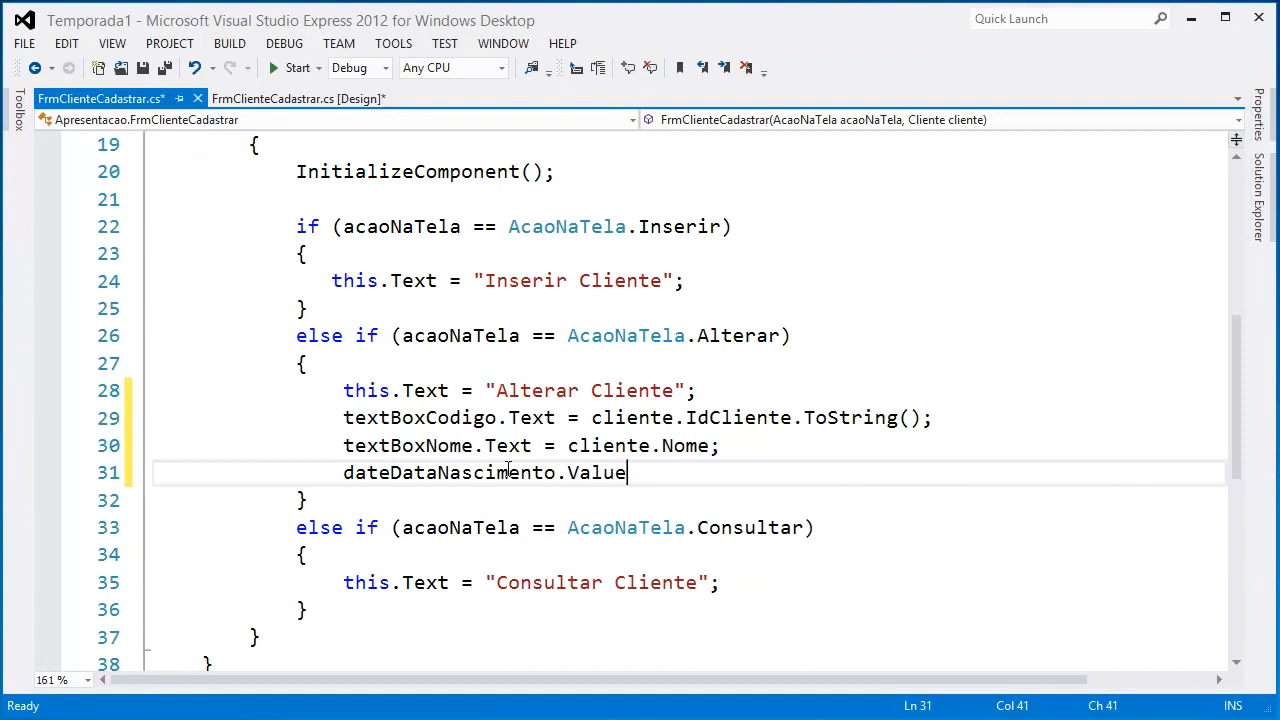 Temporada1 - Microsoft Visual Studio Express 2012 for Windows Desktop
Quick Launch
FILE EDIT VIEW PROJECT BUILD DEBUG TEAM TOOLS TEST WINDOW HELP
Start Debug Any CPU
Toolbox
FrmClienteCadastrar.cs* FrmClienteCadastrar.cs [Design]*
Apresentacao.FrmClienteCadastrar FrmClienteCadastrar(AcaoNaTela acaoNaTela, Cliente cliente)
Properties
Solution Explorer
19 {
20 InitializeComponent();
21
22 if (acaoNaTela == AcaoNaTela.Inserir)
23 {
24 this.Text = "Inserir Cliente";
25 }
26 else if (acaoNaTela == AcaoNaTela.Alterar)
27 {
28 this.Text = "Alterar Cliente";
29 textBoxCodigo.Text = cliente.IdCliente.ToString();
30 textBoxNome.Text = cliente.Nome;
31 dateDataNascimento.Value
32 }
33 else if (acaoNaTela == AcaoNaTela.Consultar)
34 {
35 this.Text = "Consultar Cliente";
36 }
37 }
38 }
161 %
Ready Ln 31 Col 41 Ch 41 INS